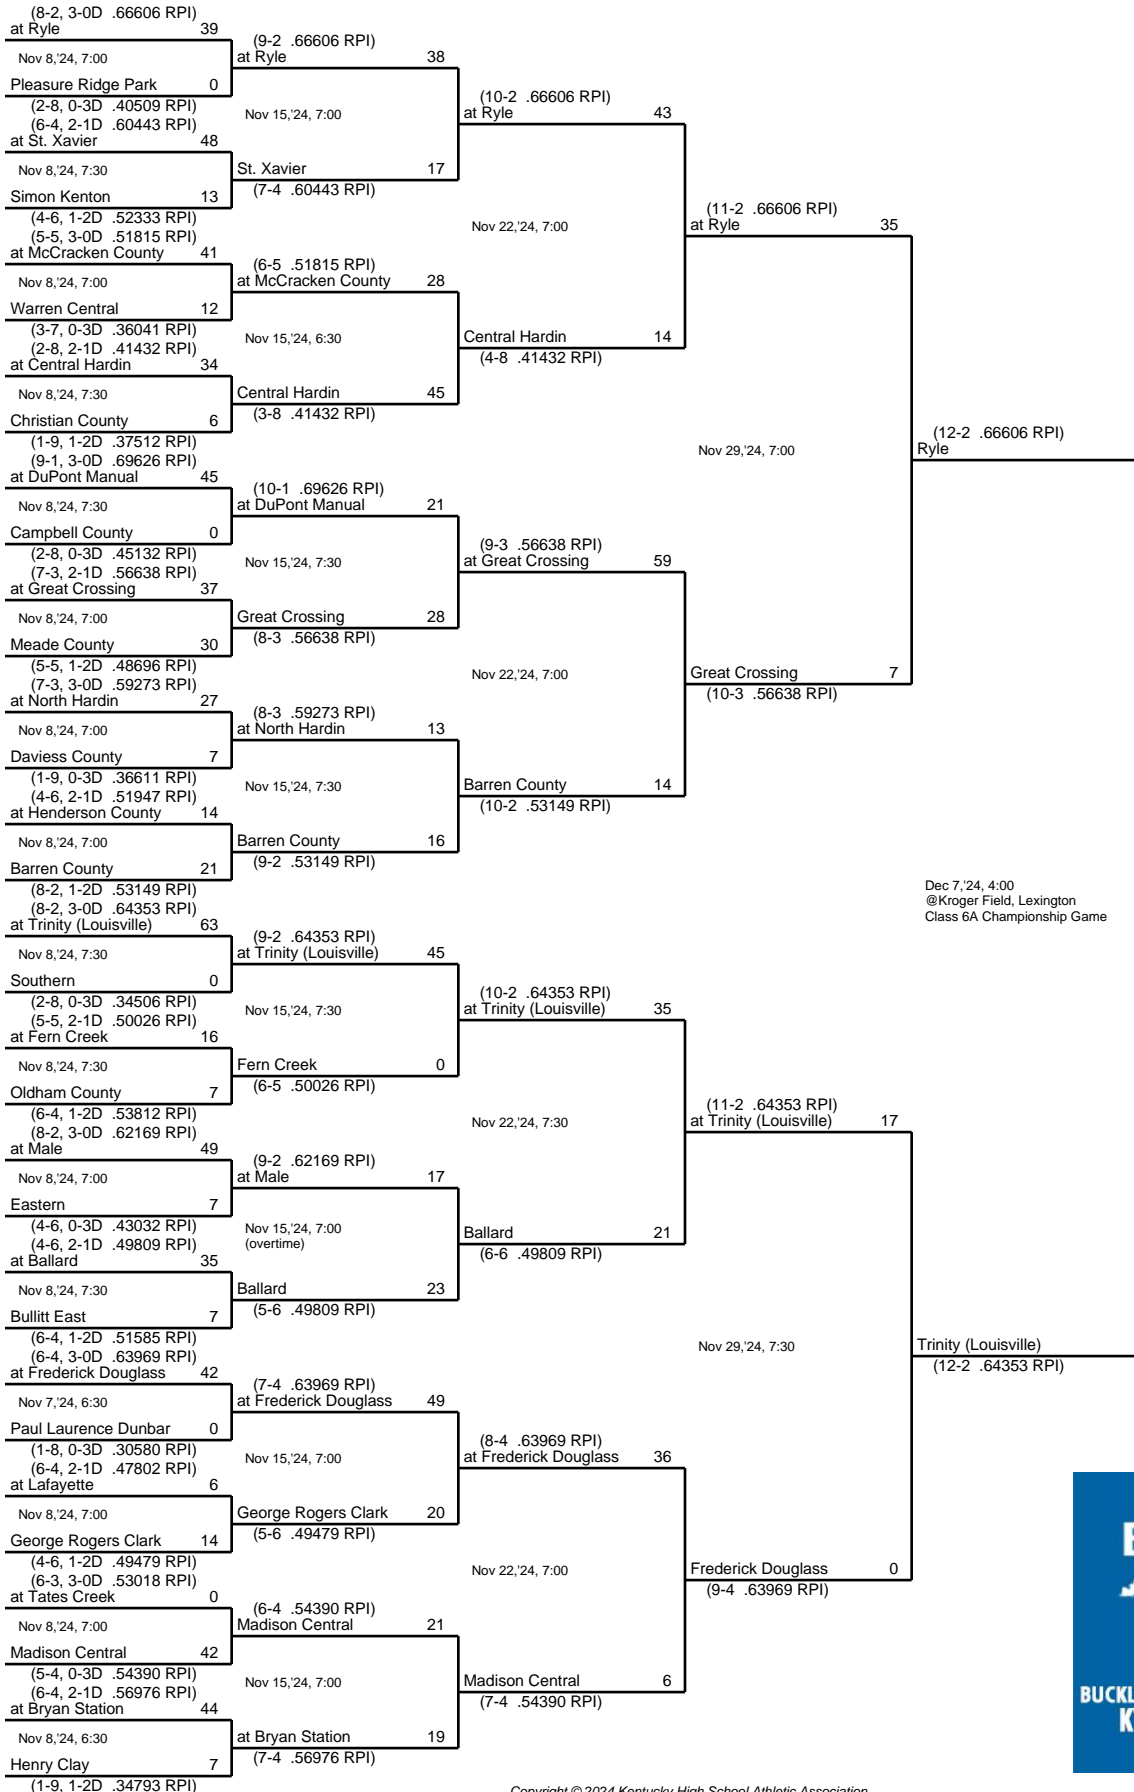 (8-2, 3-0D .66606 RPI)
at Ryle 39
Nov 8,'24, 7:00
Pleasure Ridge Park 0
(2-8, 0-3D .40509 RPI)
(6-4, 2-1D .60443 RPI)
at St. Xavier 48
Nov 8,'24, 7:30
Simon Kenton 13
(4-6, 1-2D .52333 RPI)
(5-5, 3-0D .51815 RPI)
at McCracken County 41
Nov 8,'24, 7:00
Warren Central 12
(3-7, 0-3D .36041 RPI)
(2-8, 2-1D .41432 RPI)
at Central Hardin 34
Nov 8,'24, 7:30
Christian County 6
(1-9, 1-2D .37512 RPI)
(9-1, 3-0D .69626 RPI)
at DuPont Manual 45
Nov 8,'24, 7:30
Campbell County 0
(2-8, 0-3D .45132 RPI)
(7-3, 2-1D .56638 RPI)
at Great Crossing 37
Nov 8,'24, 7:00
Meade County 30
(5-5, 1-2D .48696 RPI)
(7-3, 3-0D .59273 RPI)
at North Hardin 27
Nov 8,'24, 7:00
Daviess County 7
(1-9, 0-3D .36611 RPI)
(4-6, 2-1D .51947 RPI)
at Henderson County 14
Nov 8,'24, 7:00
Barren County 21
(8-2, 1-2D .53149 RPI)
(8-2, 3-0D .64353 RPI)
at Trinity (Louisville) 63
Nov 8,'24, 7:30
Southern 0
(2-8, 0-3D .34506 RPI)
(5-5, 2-1D .50026 RPI)
at Fern Creek 16
Nov 8,'24, 7:30
Oldham County 7
(6-4, 1-2D .53812 RPI)
(8-2, 3-0D .62169 RPI)
at Male 49
Nov 8,'24, 7:00
Eastern 7
(4-6, 0-3D .43032 RPI)
(4-6, 2-1D .49809 RPI)
at Ballard 35
Nov 8,'24, 7:30
Bullitt East 7
(6-4, 1-2D .51585 RPI)
(6-4, 3-0D .63969 RPI)
at Frederick Douglass 42
Nov 7,'24, 6:30
Paul Laurence Dunbar 0
(1-8, 0-3D .30580 RPI)
(6-4, 2-1D .47802 RPI)
at Lafayette 6
Nov 8,'24, 7:00
George Rogers Clark 14
(4-6, 1-2D .49479 RPI)
(6-3, 3-0D .53018 RPI)
at Tates Creek 0
Nov 8,'24, 7:00
Madison Central 42
(5-4, 0-3D .54390 RPI)
(6-4, 2-1D .56976 RPI)
at Bryan Station 44
Nov 8,'24, 6:30
Henry Clay 7
(1-9, 1-2D .34793 RPI)
(9-2 .66606 RPI)
at Ryle 38
Nov 15,'24, 7:00
St. Xavier 17
(7-4 .60443 RPI)
(6-5 .51815 RPI)
at McCracken County 28
Nov 15,'24, 6:30
Central Hardin 45
(3-8 .41432 RPI)
(10-1 .69626 RPI)
at DuPont Manual 21
Nov 15,'24, 7:30
Great Crossing 28
(8-3 .56638 RPI)
(8-3 .59273 RPI)
at North Hardin 13
Nov 15,'24, 7:30
Barren County 16
(9-2 .53149 RPI)
(9-2 .64353 RPI)
at Trinity (Louisville) 45
Nov 15,'24, 7:30
Fern Creek 0
(6-5 .50026 RPI)
(9-2 .62169 RPI)
at Male 17
Nov 15,'24, 7:00
(overtime)
Ballard 23
(5-6 .49809 RPI)
(7-4 .63969 RPI)
at Frederick Douglass 49
Nov 15,'24, 7:00
George Rogers Clark 20
(5-6 .49479 RPI)
(6-4 .54390 RPI)
Madison Central 21
Nov 15,'24, 7:00
at Bryan Station 19
(7-4 .56976 RPI)
(10-2 .66606 RPI)
at Ryle 43
Nov 22,'24, 7:00
Central Hardin 14
(4-8 .41432 RPI)
(9-3 .56638 RPI)
at Great Crossing 59
Nov 22,'24, 7:00
Barren County 14
(10-2 .53149 RPI)
(10-2 .64353 RPI)
at Trinity (Louisville) 35
Nov 22,'24, 7:30
Ballard 21
(6-6 .49809 RPI)
(8-4 .63969 RPI)
at Frederick Douglass 36
Nov 22,'24, 7:00
Madison Central 6
(7-4 .54390 RPI)
(11-2 .66606 RPI)
at Ryle 35
Nov 29,'24, 7:00
Great Crossing 7
(10-3 .56638 RPI)
(11-2 .64353 RPI)
at Trinity (Louisville) 17
Nov 29,'24, 7:30
Frederick Douglass 0
(9-4 .63969 RPI)
(12-2 .66606 RPI)
Ryle
Dec 7,'24, 4:00
@Kroger Field, Lexington
Class 6A Championship Game
Trinity (Louisville)
(12-2 .64353 RPI)
BUCKL
K
Copyright © 2024 Kentucky High School Athletic Association